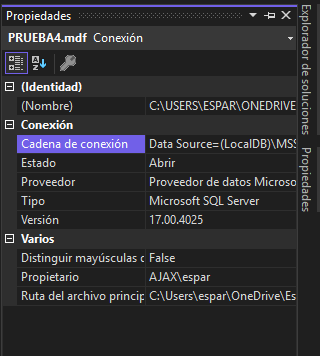 Propiedades
PRUEBA4.mdf Conexión
(Identidad)
(Nombre) C:\USERS\ESPAR\ONEDRIVE
Conexión
Cadena de conexión Data Source=(LocalDB)\MSS
Estado Abrir
Proveedor Proveedor de datos Microso
Tipo Microsoft SQL Server
Versión 17.00.4025
Varios
Distinguir mayúsculas d False
Propietario AJAX\espar
Ruta del archivo princip C:\Users\espar\OneDrive\Es
Explorador de soluciones
Propiedades